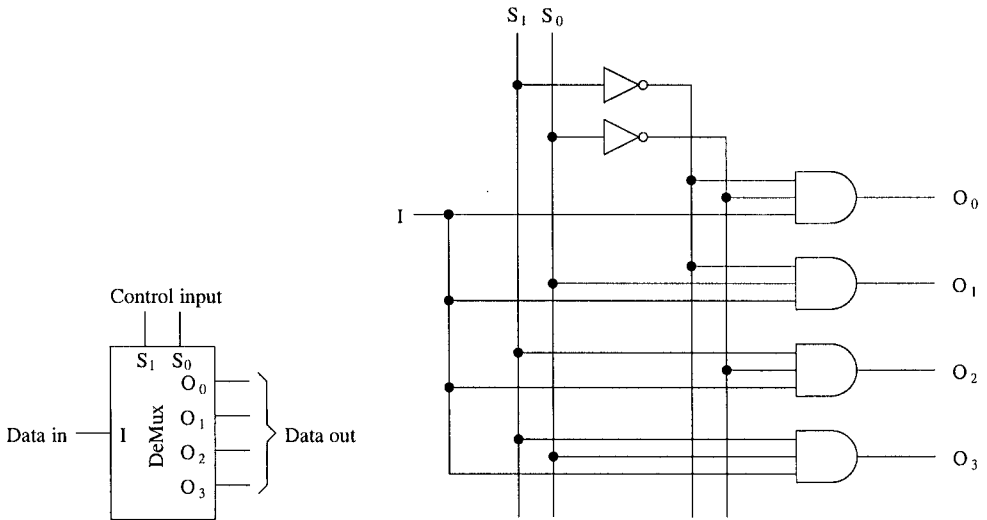 S1 S0
I
O0
O1
O2
O3
Control input
S1 S0
O0
O1
O2
O3
Data in
I
DeMux
Data out